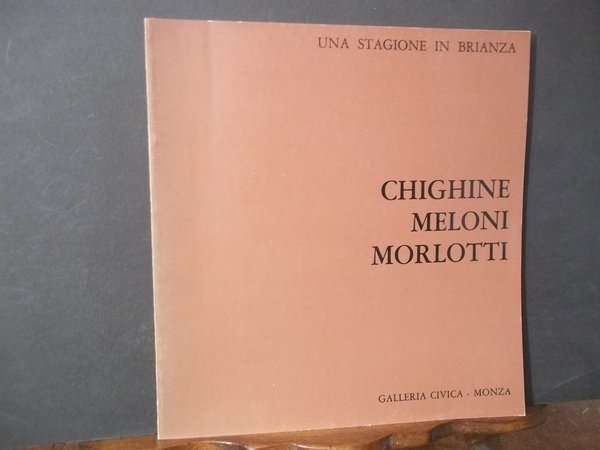 UNA STAGIONE IN BRIANZA
CHIGHINE
MELONI
MORLOTTI
GALLERIA CIVICA - MONZA